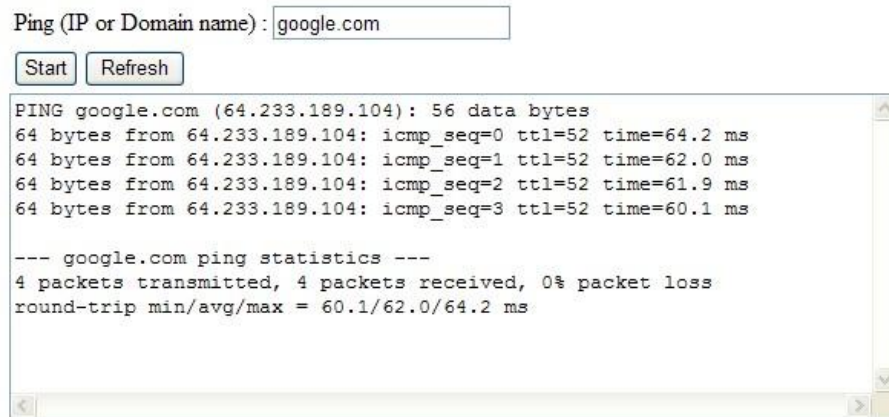 Ping (IP or Domain name) : google.com
Start Refresh
PING google.com (64.233.189.104): 56 data bytes
64 bytes from 64.233.189.104: icmp_seq=0 ttl=52 time=64.2 ms
64 bytes from 64.233.189.104: icmp_seq=1 ttl=52 time=62.0 ms
64 bytes from 64.233.189.104: icmp_seq=2 ttl=52 time=61.9 ms
64 bytes from 64.233.189.104: icmp_seq=3 ttl=52 time=60.1 ms
--- google.com ping statistics ---
4 packets transmitted, 4 packets received, 0% packet loss
round-trip min/avg/max = 60.1/62.0/64.2 ms